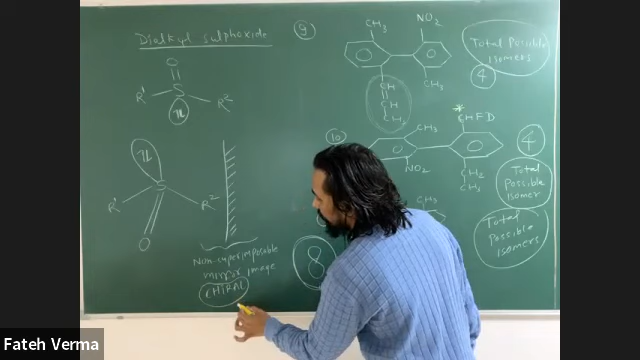 Dialkyl sulphoxide
O
S
R¹
R²
n
n
S
R¹
R²
O
Non-superimposable
mirror image
CHIRAL
9
CH3
NO2
CH3
CH
CH
CH3
Total Possible
isomers
4
10
CH3
NO2
* CHFD
CH2
CH3
4
Total
Possible
isomer
CH3
8
Total
Possible
isomers
Fateh Verma